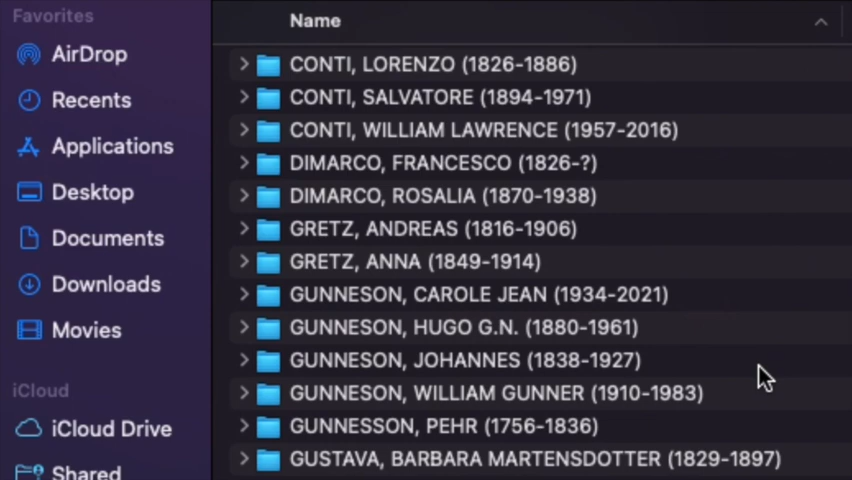 Favorites
AirDrop
Recents
Applications
Desktop
Documents
Downloads
Movies
iCloud
iCloud Drive
Shared
Name
CONTI, LORENZO (1826-1886)
CONTI, SALVATORE (1894-1971)
CONTI, WILLIAM LAWRENCE (1957-2016)
DIMARCO, FRANCESCO (1826-?)
DIMARCO, ROSALIA (1870-1938)
GRETZ, ANDREAS (1816-1906)
GRETZ, ANNA (1849-1914)
GUNNESON, CAROLE JEAN (1934-2021)
GUNNESON, HUGO G.N. (1880-1961)
GUNNESON, JOHANNES (1838-1927)
GUNNESON, WILLIAM GUNNER (1910-1983)
GUNNESSON, PEHR (1756-1836)
GUSTAVA, BARBARA MARTENSDOTTER (1829-1897)